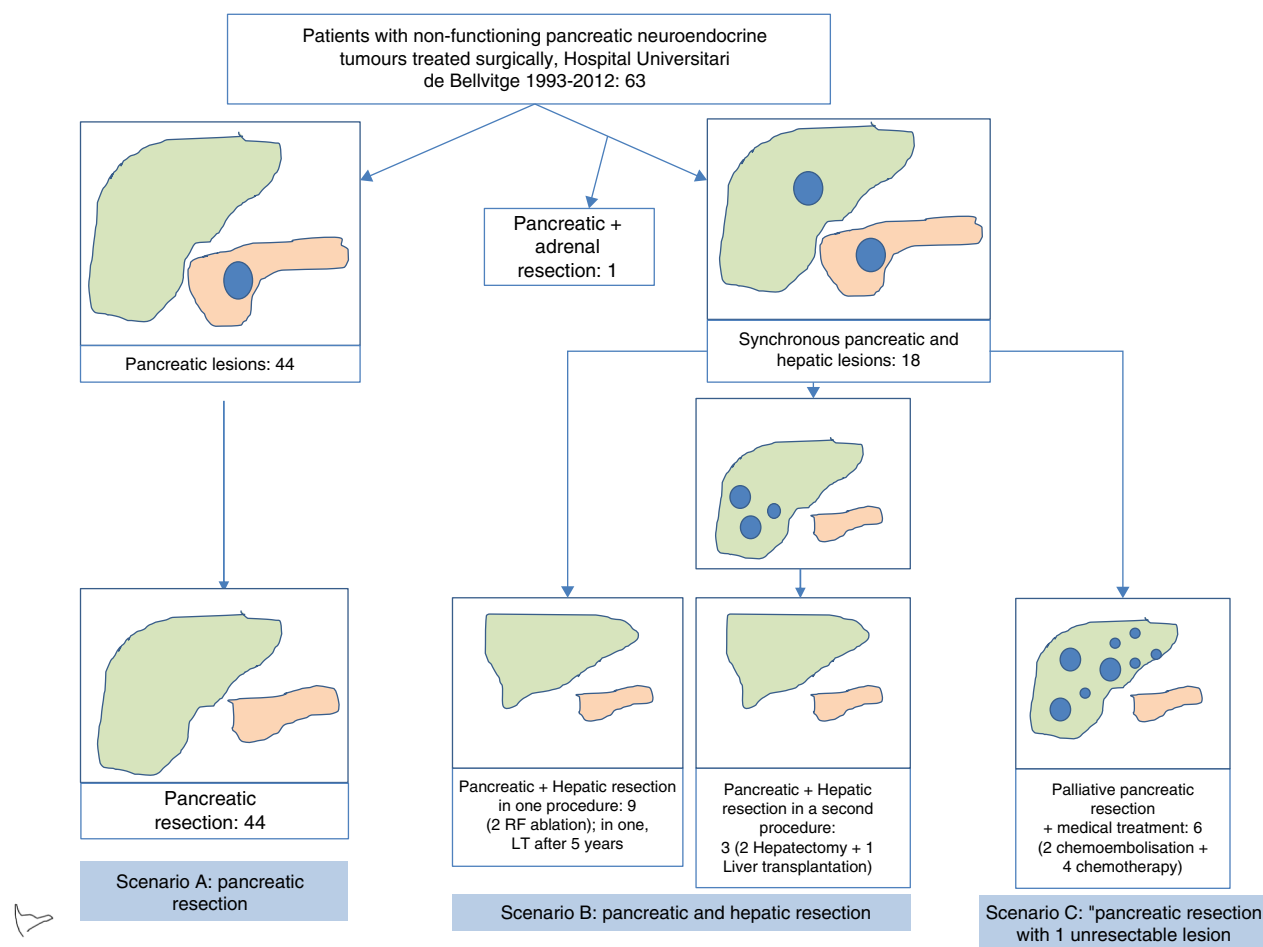 Patients with non-functioning pancreatic neuroendocrine
tumours treated surgically, Hospital Universitari
de Bellvitge 1993-2012: 63
Pancreatic +
adrenal
resection: 1
Pancreatic lesions: 44
Synchronous pancreatic and
hepatic lesions: 18
Pancreatic
resection: 44
Pancreatic + Hepatic resection
in one procedure: 9
(2 RF ablation); in one,
LT after 5 years
Pancreatic + Hepatic
resection in a second
procedure:
3 (2 Hepatectomy + 1
Liver transplantation)
Palliative pancreatic
resection
+ medical treatment: 6
(2 chemoembolisation +
4 chemotherapy)
Scenario A: pancreatic
resection
Scenario B: pancreatic and hepatic resection
Scenario C: "pancreatic resection
with 1 unresectable lesion